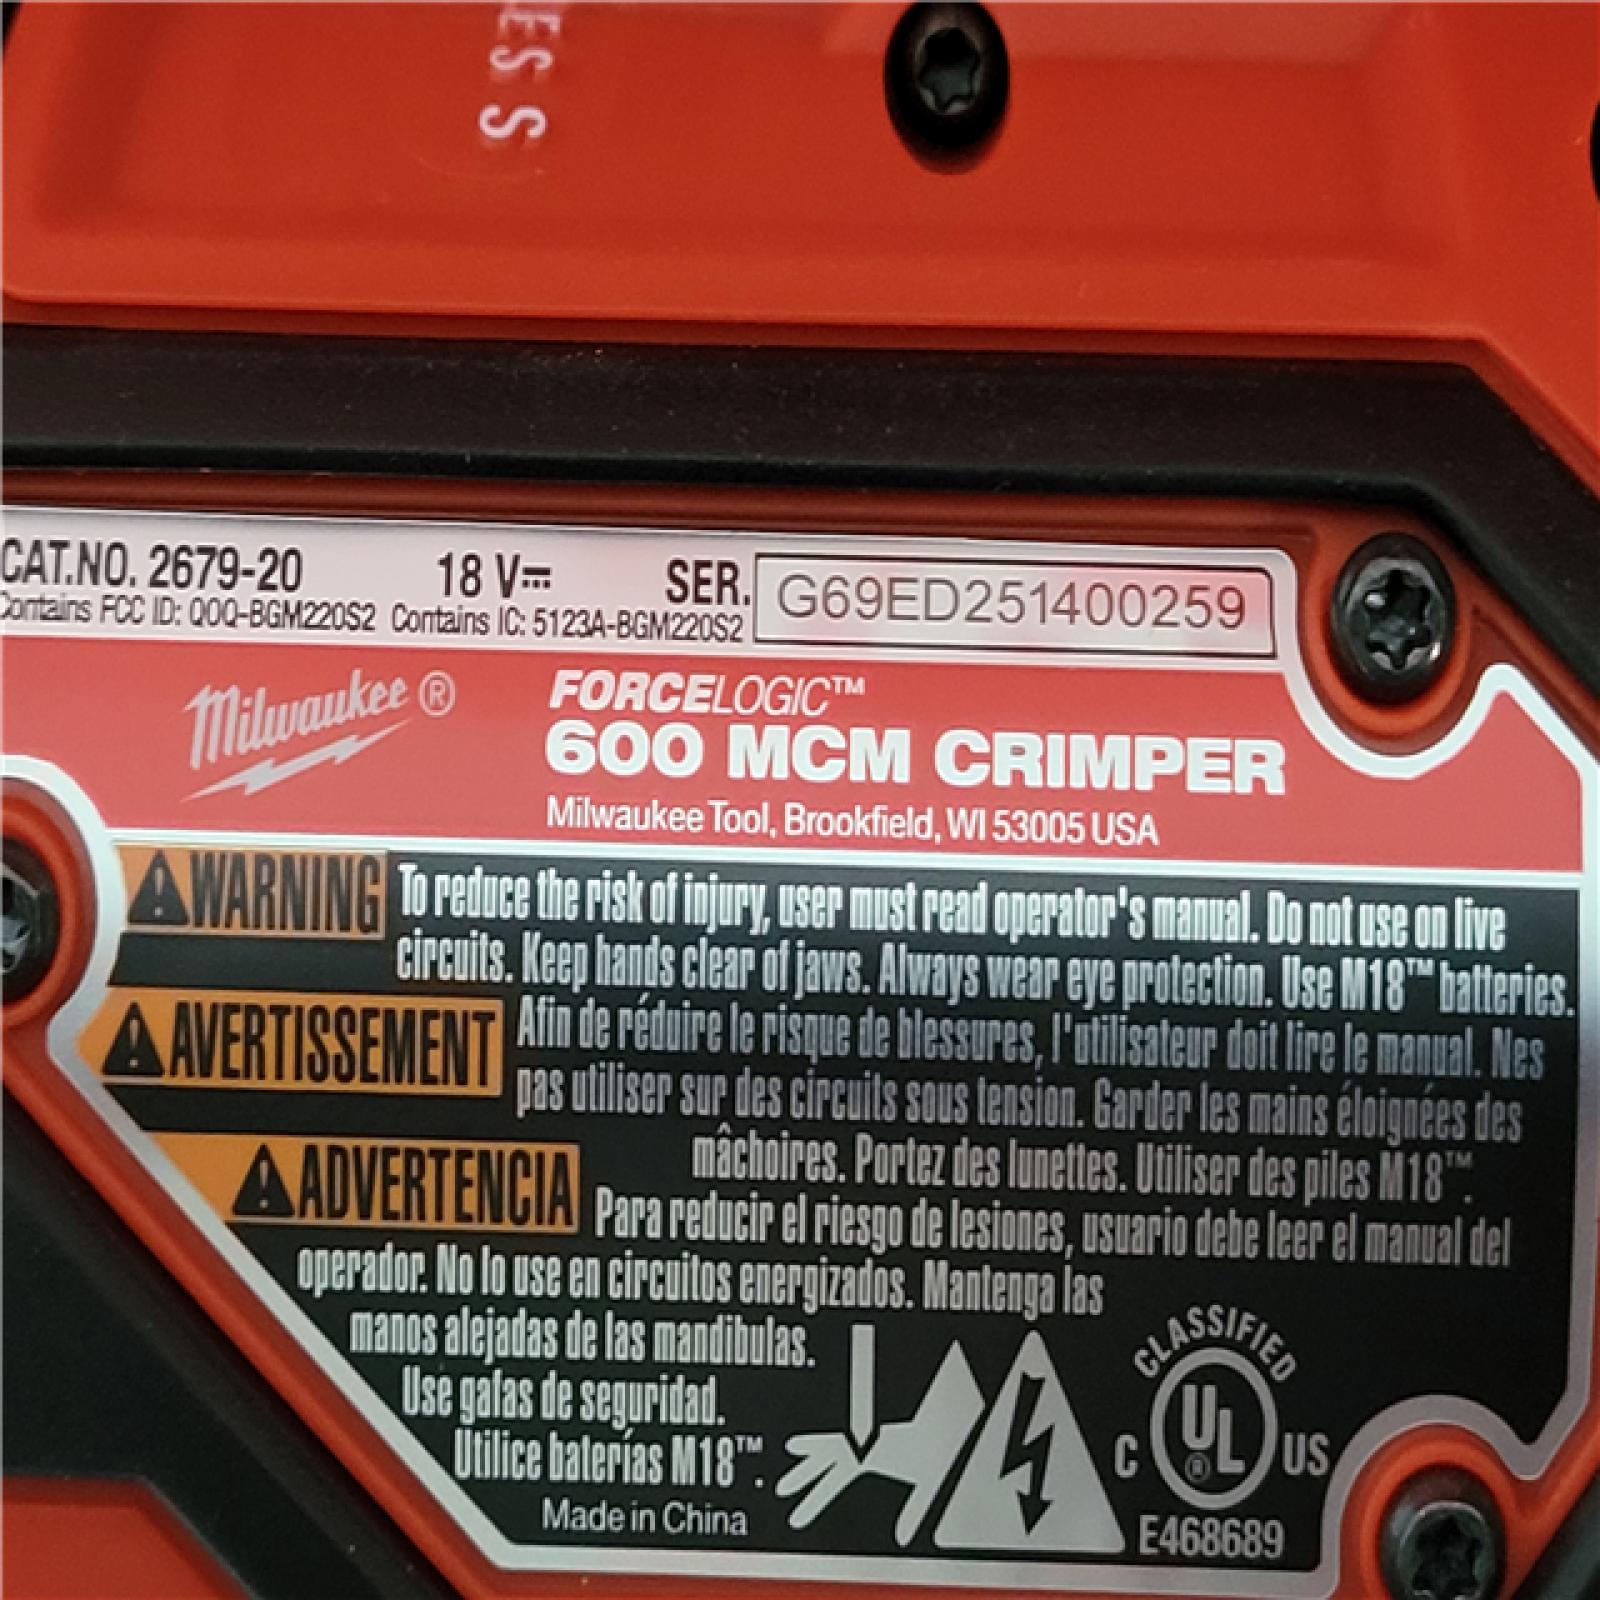 ESS
CAT.NO. 2679-20 18 V⎓ SER. G69ED251400259
Contains FCC ID: QOQ-BGM220S2 Contains IC: 5123A-BGM220S2
Milwaukee®
FORCELOGIC™
600 MCM CRIMPER
Milwaukee Tool, Brookfield, WI 53005 USA
WARNING To reduce the risk of injury, user must read operator's manual. Do not use on live
circuits. Keep hands clear of jaws. Always wear eye protection. Use M18™ batteries.
AVERTISSEMENT Afin de réduire le risque de blessures, l'utilisateur doit lire le manual. Nes
pas utiliser sur des circuits sous tension. Garder les mains éloignées des
mâchoires. Portez des lunettes. Utiliser des piles M18™.
ADVERTENCIA Para reducir el riesgo de lesiones, usuario debe leer el manual del
operador. No lo use en circuitos energizados. Mantenga las
manos alejadas de las mandibulas.
Use gafas de seguridad.
Utilice baterías M18™.
Made in China
CLASSIFIED
C UL® US
E468689